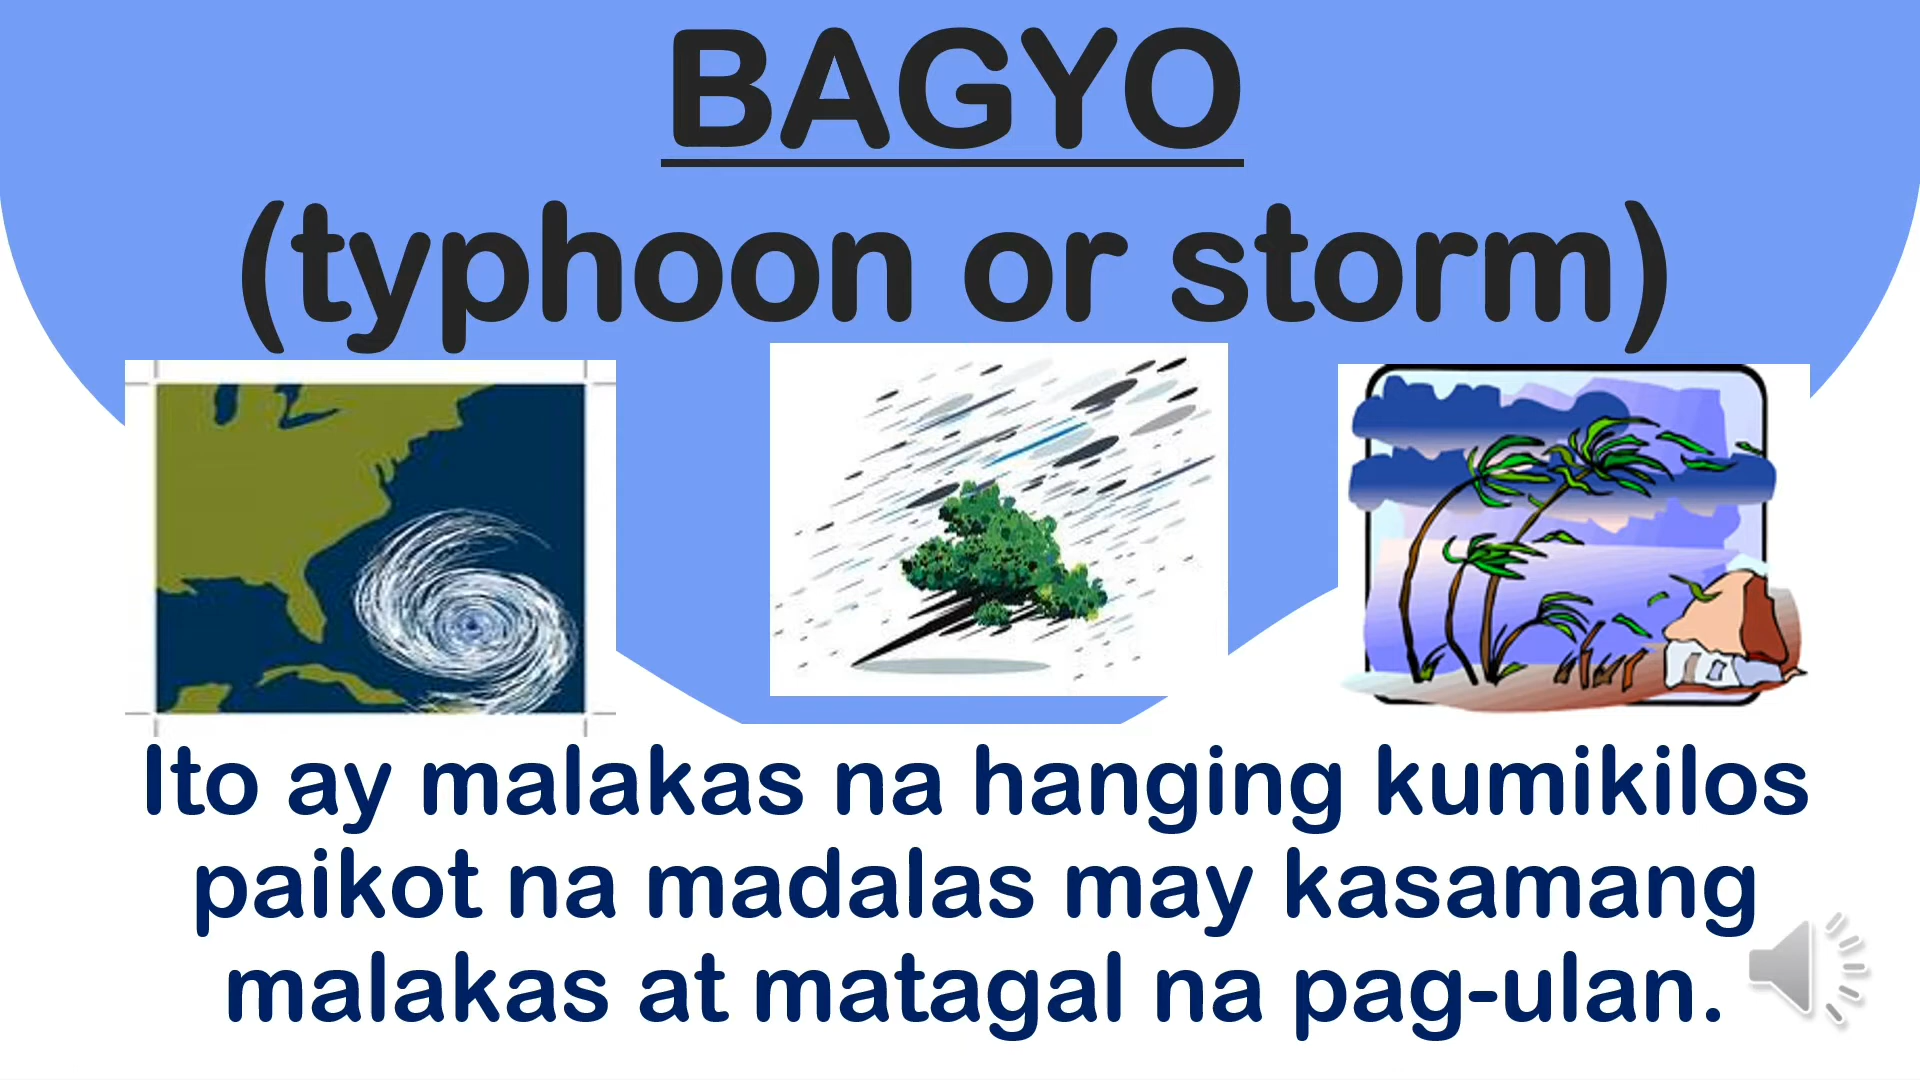 BAGYO
(typhoon or storm)
Ito ay malakas na hanging kumikilos
paikot na madalas may kasamang
malakas at matagal na pag-ulan.